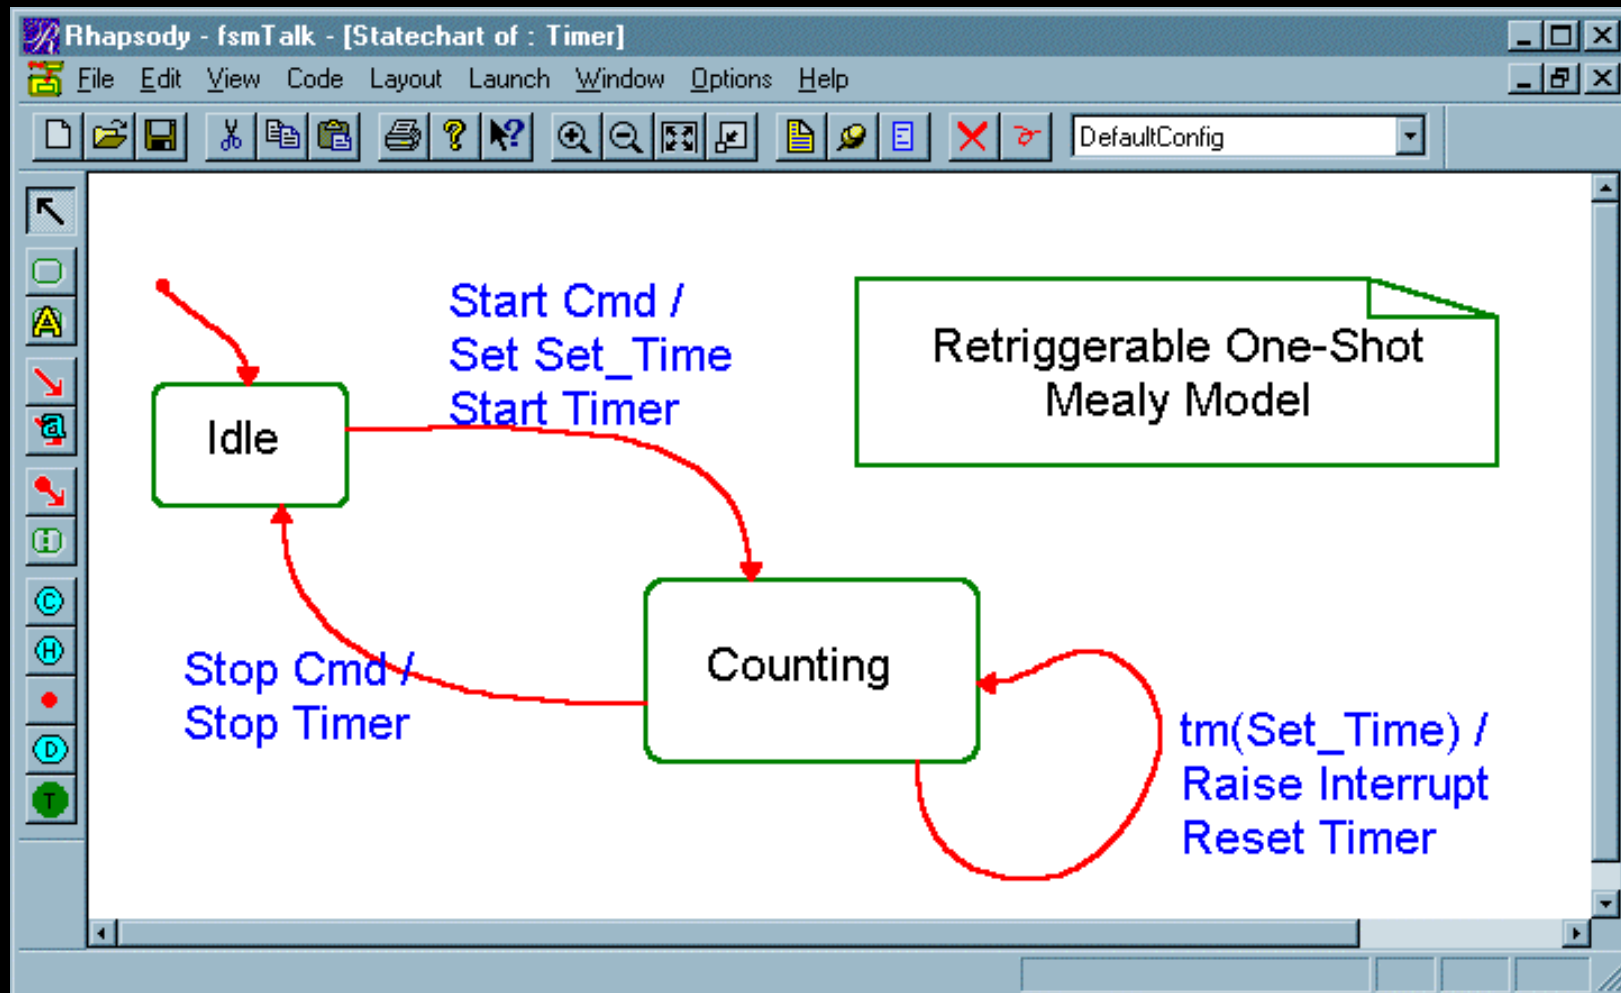 Rhapsody - fsmTalk - [Statechart of : Timer]
File Edit View Code Layout Launch Window Options Help
DefaultConfig
A
a
Start Cmd /
Set Set_Time
Start Timer
Retriggerable One-Shot
Mealy Model
Idle
C
H
D
T
Counting
Stop Cmd /
Stop Timer
tm(Set_Time) /
Raise Interrupt
Reset Timer